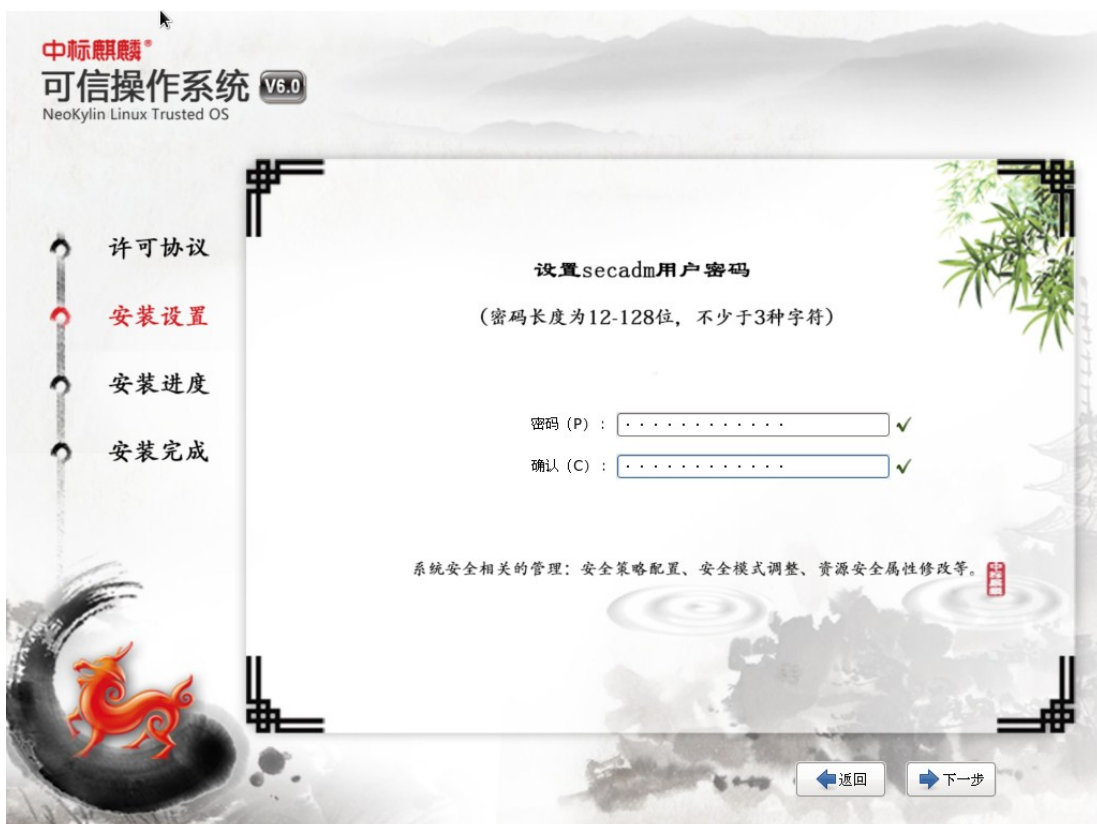 中标麒麟®
可信操作系统 V6.0
NeoKylin Linux Trusted OS
许可协议
安装设置
安装进度
安装完成
设置secadm用户密码
(密码长度为12-128位，不少于3种字符)
密码（P）：
确认（C）：
系统安全相关的管理：安全策略配置、安全模式调整、资源安全属性修改等。
中标麒麟
返回
下一步